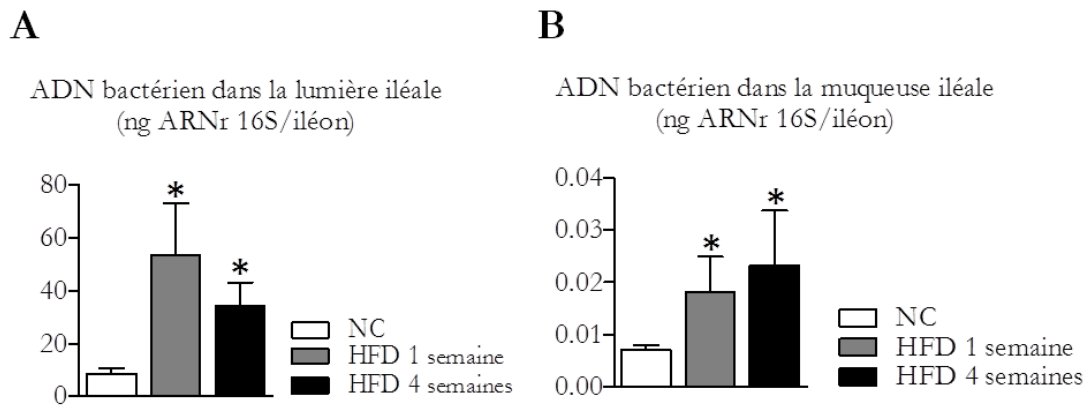 A
ADN bactérien dans la lumière iléale
(ng ARNr 16S/iléon)
80
60
40
20
0
*
*
NC
HFD 1 semaine
HFD 4 semaines
B
ADN bactérien dans la muqueuse iléale
(ng ARNr 16S/iléon)
0.04
0.03
0.02
0.01
0.00
*
*
NC
HFD 1 semaine
HFD 4 semaines